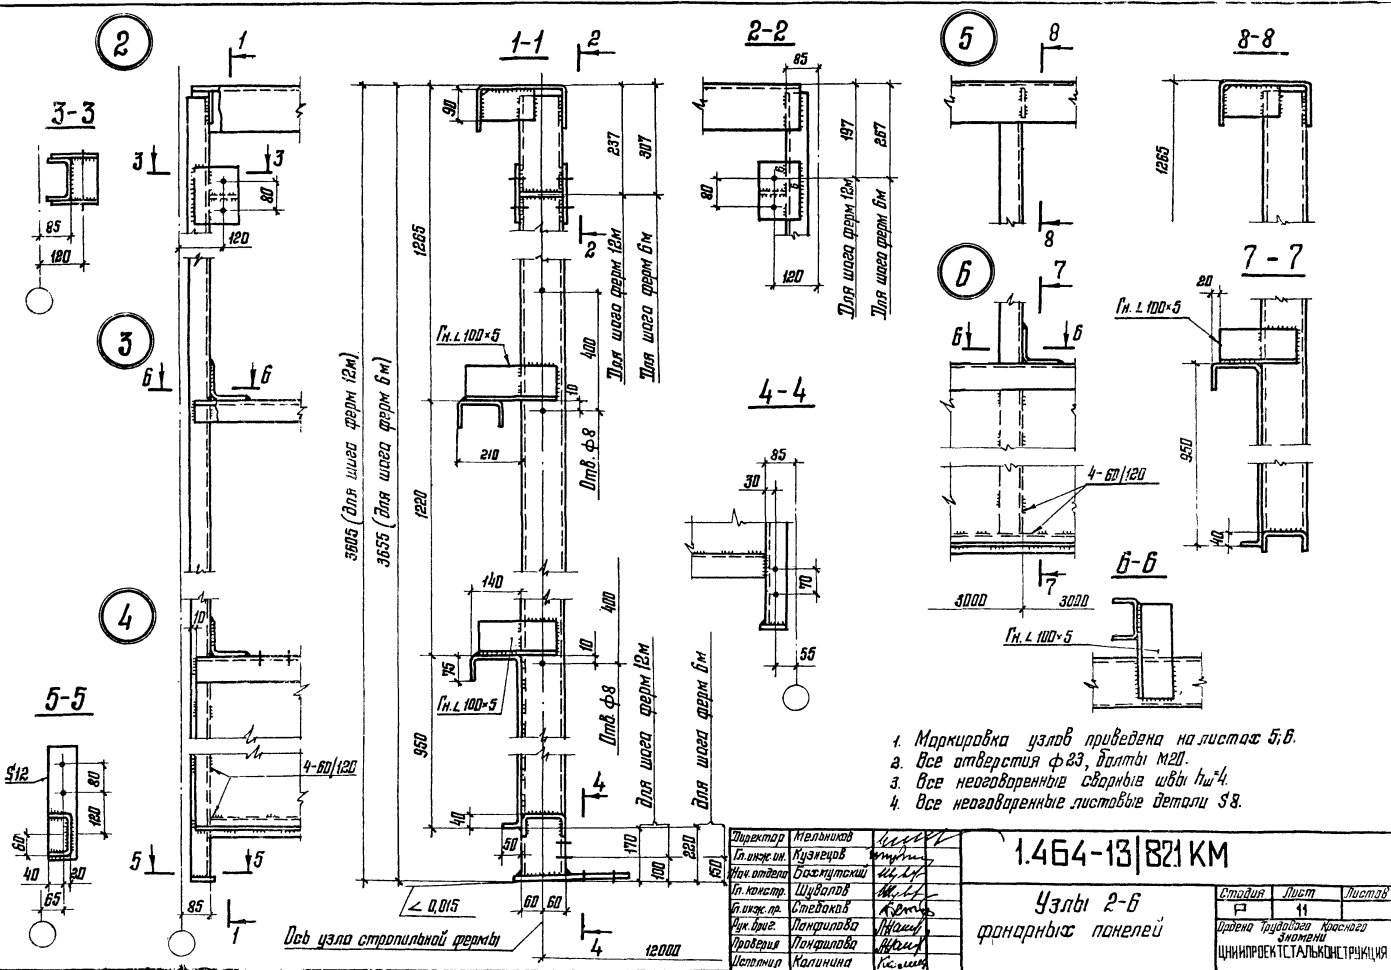 2
1
1-1
2
2-2
5
8
8-8
85
3-3
90
237
307
197
267
1265
3
3
80
80
85
120
120
1265
2
120
8
6
7
7-7
20
Для шага ферм 12м
Для шага ферм 6м
Для шага ферм 12м
Для шага ферм 6м
Гн. L 100×5
3
Гн. L 100×5
400
6
6
6
6
10
4-4
3605 (для шага ферм 12м)
3655 (для шага ферм 6м)
210
Отв. ф8
85
30
950
4-60/120
1220
40
70
7
6-6
4
10
140
400
3000
3000
Гн. L 100×5
10
55
75
Гн. L 100×5
Отв. ф8
Для шага ферм 12м
Для шага ферм 6м
5-5
950
1. Маркировка узлов приведена на листах 5;6.
2. Все отверстия ф23, болты М20.
3. Все неоговоренные сварные швы hш=4.
4. Все неоговоренные листовые детали S8.
S12
80
4-60/120
4
120
40
60
5
5
50
170
100
220
150
40
20
65
85
1
< 0,015
60
60
4
12000
Ось узла стропильной фермы
Директор Мельников
Гл. инж. ин. Кузнецов
Нач. отдела Бахмутский
Гл. констр. Шувалов
Гл. инж. пр. Стебаков
Рук. бриг. Панфилова
Проверил Панфилова
Исполнил Калинина
1.464-13|82.1 КМ
Узлы 2-6
фонарных панелей
Стадия Лист Листов
Р 11
Ордена Трудового Красного
Знамени
ЦНИИПРОЕКТСТАЛЬКОНСТРУКЦИЯ